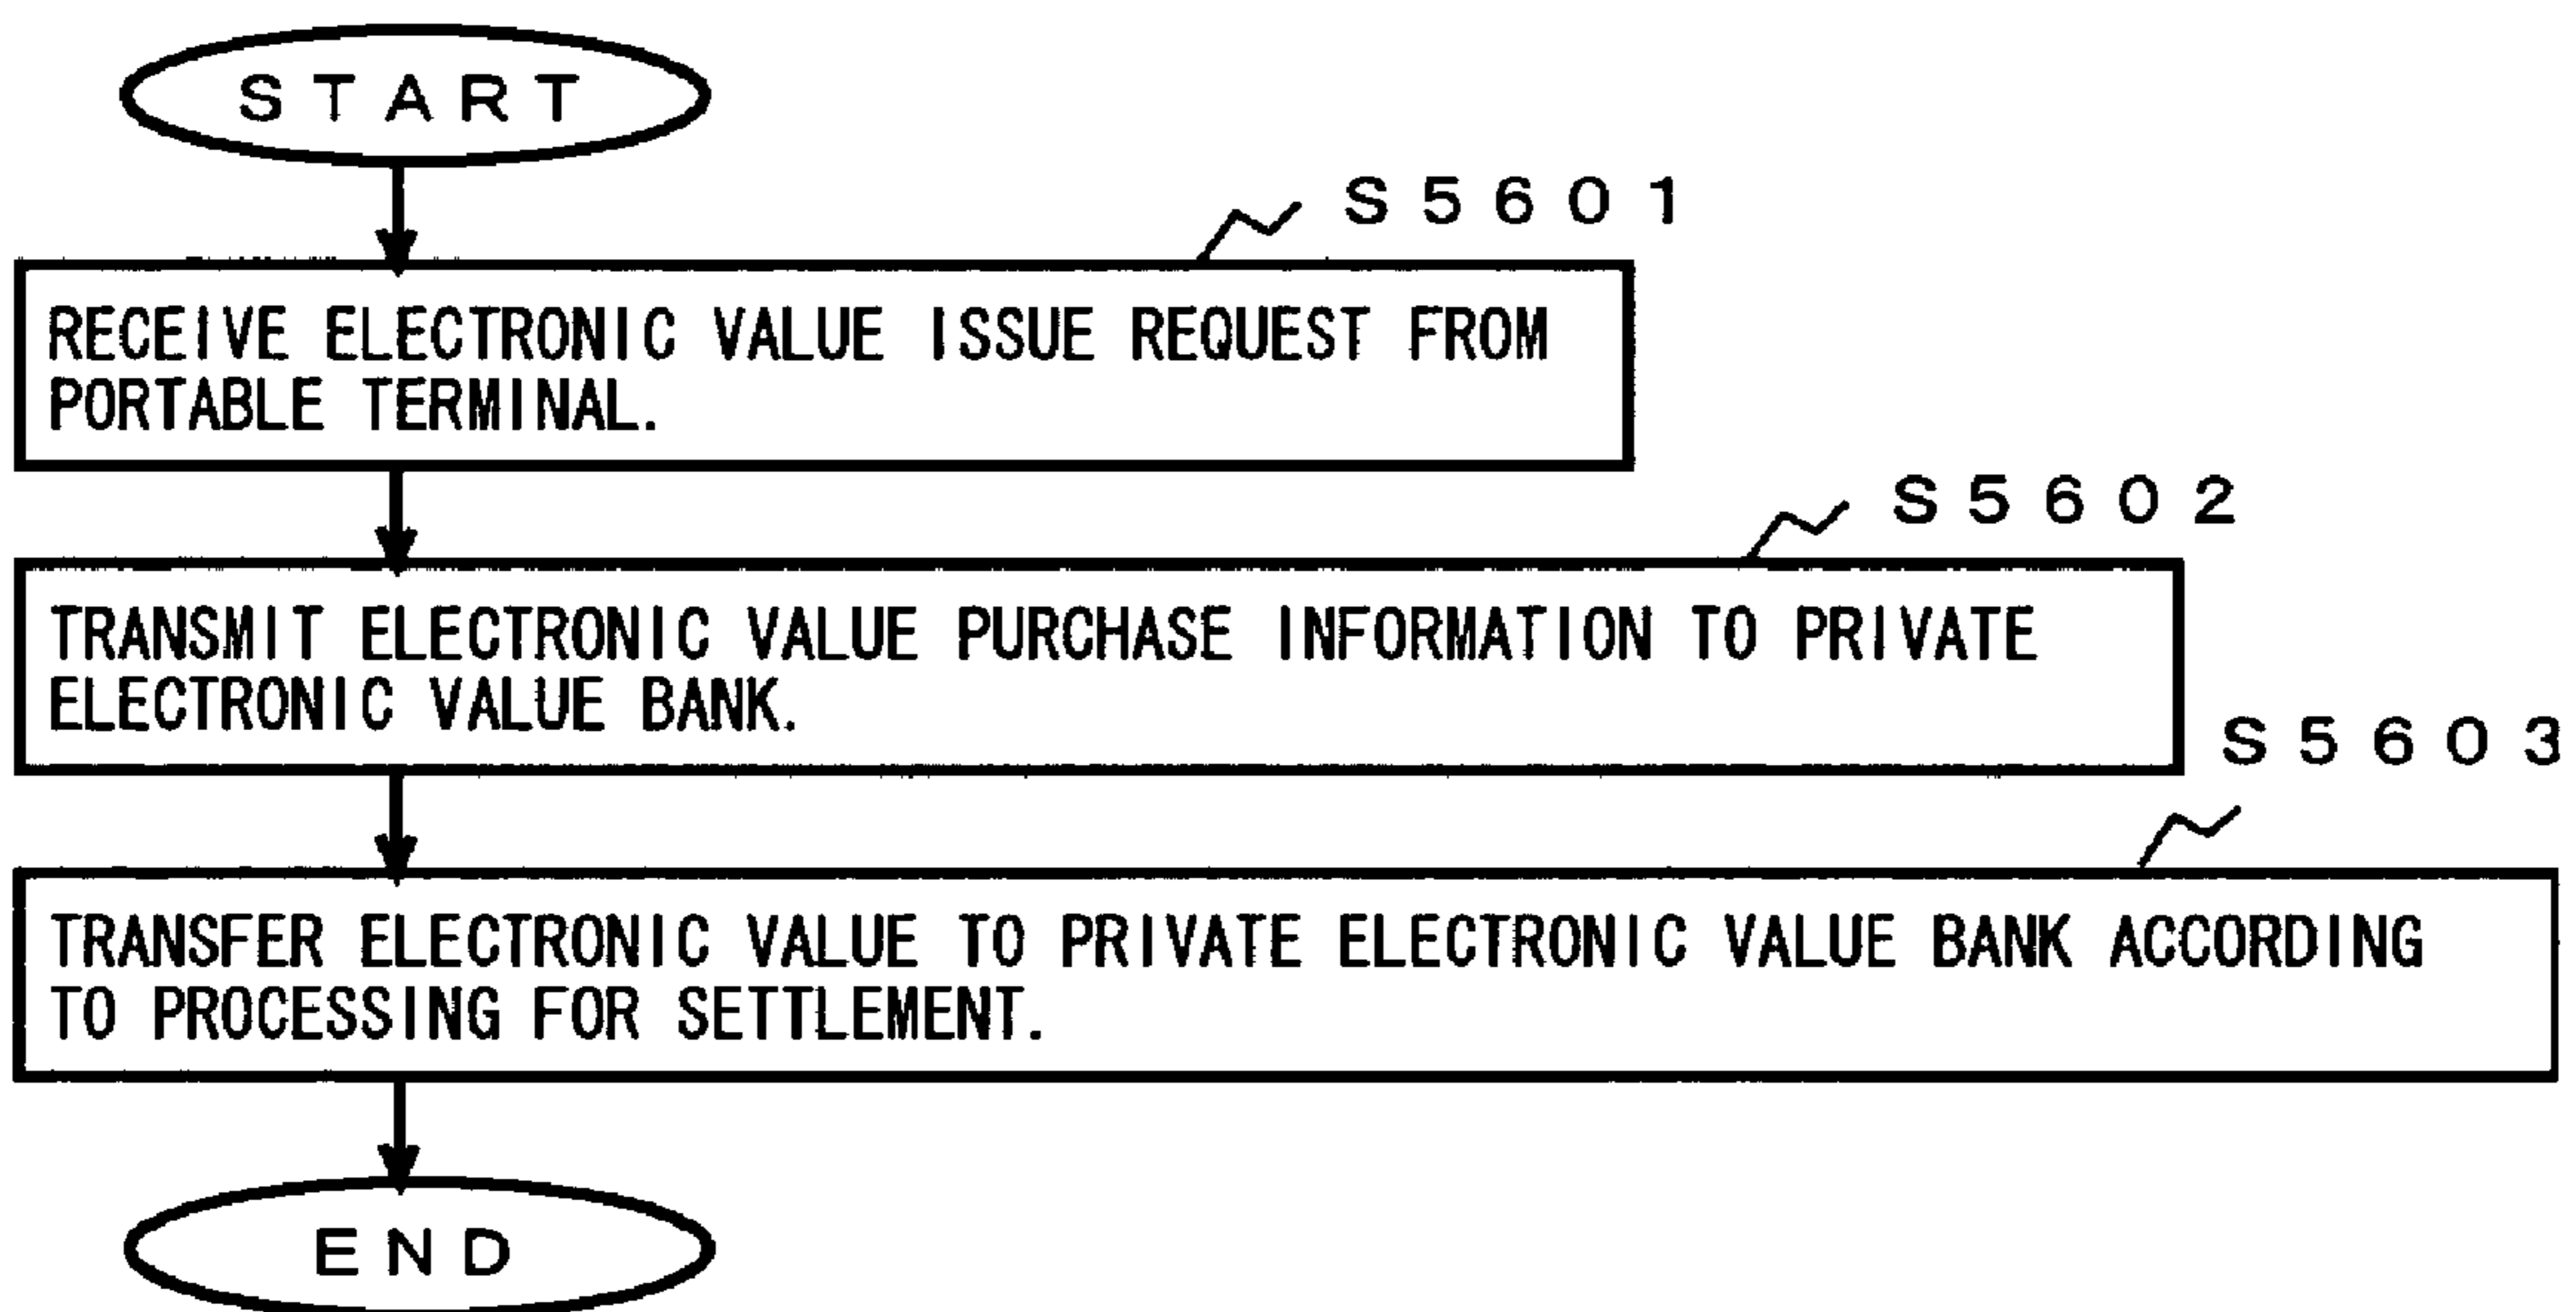 START
S5601
RECEIVE ELECTRONIC VALUE ISSUE REQUEST FROM
PORTABLE TERMINAL.
S5602
TRANSMIT ELECTRONIC VALUE PURCHASE INFORMATION TO PRIVATE
ELECTRONIC VALUE BANK.
S5603
TRANSFER ELECTRONIC VALUE TO PRIVATE ELECTRONIC VALUE BANK ACCORDING
TO PROCESSING FOR SETTLEMENT.
END